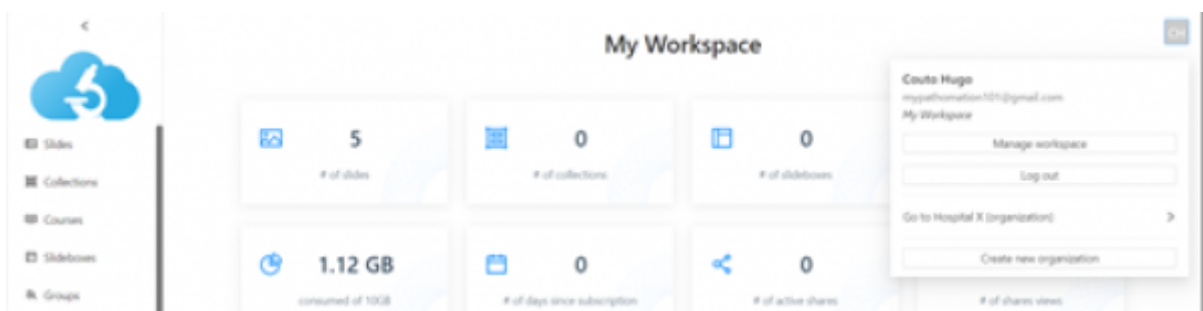 <
My Workspace
CH
Couto Hugo
mypathomation101@gmail.com
My Workspace
Manage workspace
Log out
Go to Hospital X (organization) >
Create new organization
Slides
Collections
Courses
Slideboxes
Groups
5
# of slides
0
# of collections
0
# of slideboxes
1.12 GB
consumed of 10GB
0
# of days since subscription
0
# of active shares
# of shares views